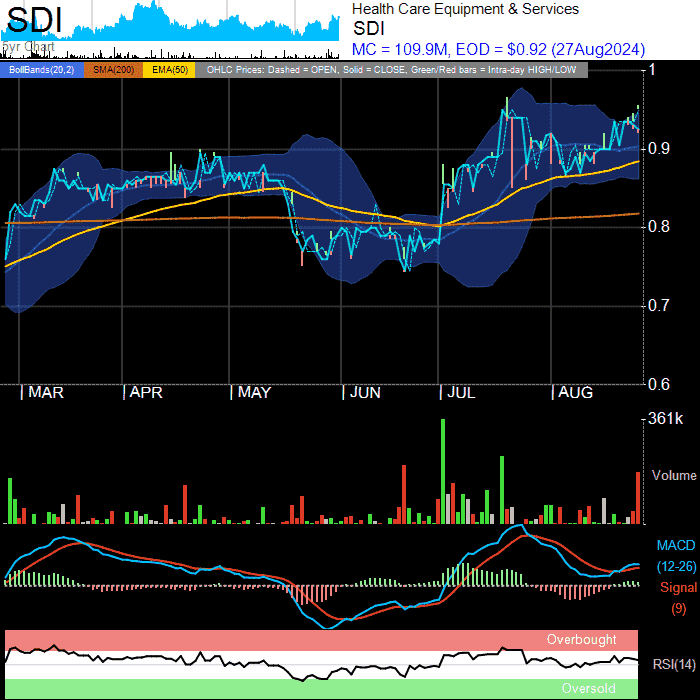 SDI
5yr Chart
Health Care Equipment & Services
SDI
MC = 109.9M, EOD = $0.92 (27Aug2024)
BollBands(20,2) SMA(200) EMA(50) OHLC Prices: Dashed = OPEN, Solid = CLOSE, Green/Red bars = Intra-day HIGH/LOW
1
0.9
0.8
0.7
0.6
MAR APR MAY JUN JUL AUG
361k
Volume
MACD
(12-26)
Signal
(9)
Overbought
RSI(14)
Oversold